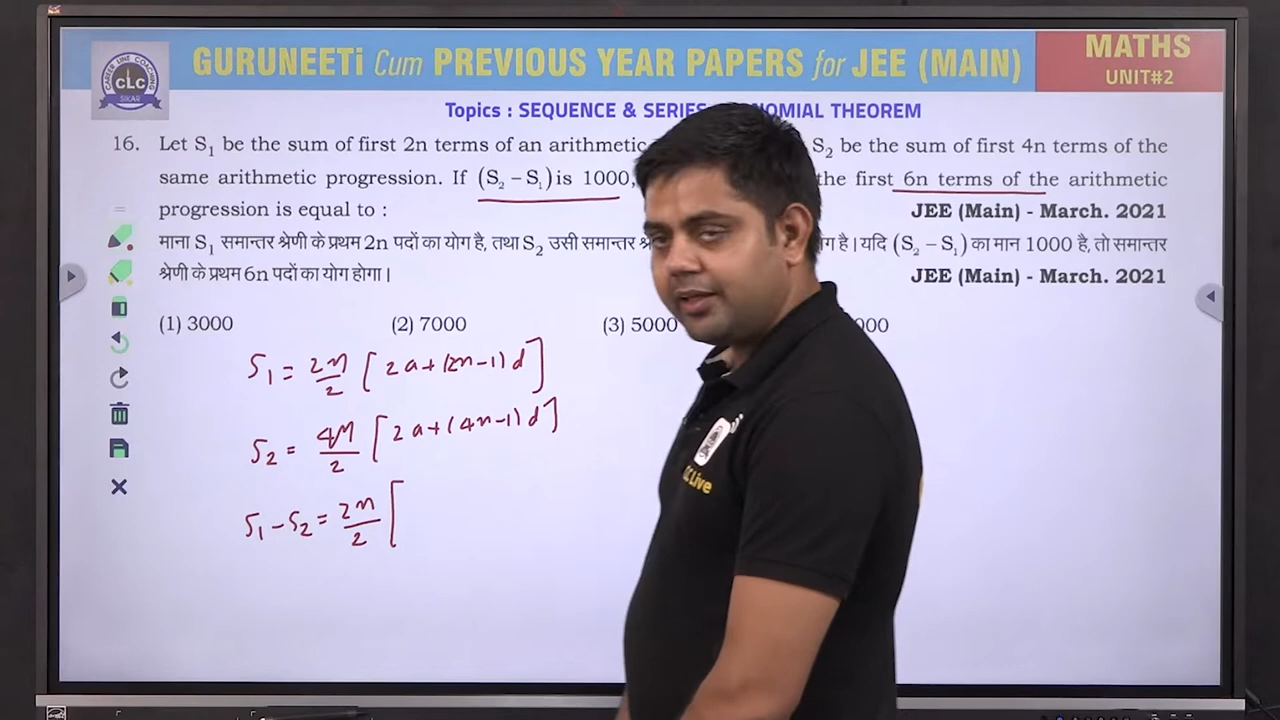 GURUNEETi Cum PREVIOUS YEAR PAPERS for JEE (MAIN)
MATHS
UNIT#2
CLC
SIKAR
Topics : SEQUENCE & SERIES NOMIAL THEOREM
16. Let S₁ be the sum of first 2n terms of an arithmetic S₂ be the sum of first 4n terms of the
same arithmetic progression. If (S₂ – S₁) is 1000, the first 6n terms of the arithmetic
progression is equal to : JEE (Main) - March. 2021
माना S₁ समान्तर श्रेणी के प्रथम 2n पदों का योग है, तथा S₂ उसी समान्तर है। यदि (S₂ – S₁) का मान 1000 है, तो समान्तर
श्रेणी के प्रथम 6n पदों का योग होगा। JEE (Main) - March. 2021
(1) 3000 (2) 7000 (3) 5000 000
S₁ = 2n/2 [2a+(2n-1)d]
S₂ = 4n/2 [2a+(4n-1)d]
S₁-S₂ = 2n/2 [
Live